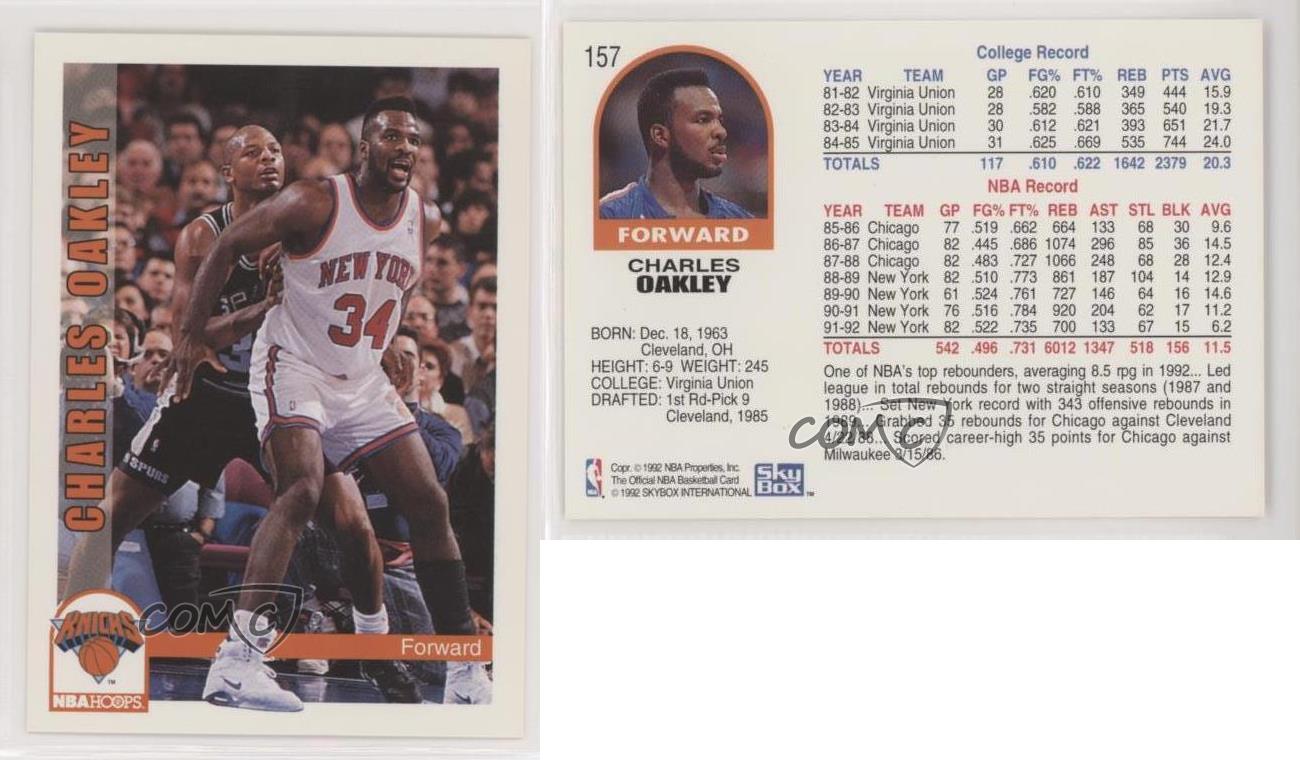 CHARLES OAKLEY
NEW YORK
34
SPURS
COMC
KNICKS
TM
NBA HOOPS
Forward
157
FORWARD
CHARLES
OAKLEY
BORN: Dec. 18, 1963
Cleveland, OH
HEIGHT: 6-9 WEIGHT: 245
COLLEGE: Virginia Union
DRAFTED: 1st Rd-Pick 9
Cleveland, 1985
NBA
Copr. © 1992 NBA Properties, Inc.
The Official NBA Basketball Card
© 1992 SKYBOX INTERNATIONAL
SkyBox TM
College Record
YEAR TEAM GP FG% FT% REB PTS AVG
81-82 Virginia Union 28 .620 .610 349 444 15.9
82-83 Virginia Union 28 .582 .588 365 540 19.3
83-84 Virginia Union 30 .612 .621 393 651 21.7
84-85 Virginia Union 31 .625 .669 535 744 24.0
TOTALS 117 .610 .622 1642 2379 20.3
NBA Record
YEAR TEAM GP FG% FT% REB AST STL BLK AVG
85-86 Chicago 77 .519 .662 664 133 68 30 9.6
86-87 Chicago 82 .445 .686 1074 296 85 36 14.5
87-88 Chicago 82 .483 .727 1066 248 68 28 12.4
88-89 New York 82 .510 .773 861 187 104 14 12.9
89-90 New York 61 .524 .761 727 146 64 16 14.6
90-91 New York 76 .516 .784 920 204 62 17 11.2
91-92 New York 82 .522 .735 700 133 67 15 6.2
TOTALS 542 .496 .731 6012 1347 518 156 11.5
One of NBA's top rebounders, averaging 8.5 rpg in 1992... Led
league in total rebounds for two straight seasons (1987 and
1988)... Set New York record with 343 offensive rebounds in
1989... Grabbed 35 rebounds for Chicago against Cleveland
4/22/86... Scored career-high 35 points for Chicago against
Milwaukee 3/15/86.
COMC